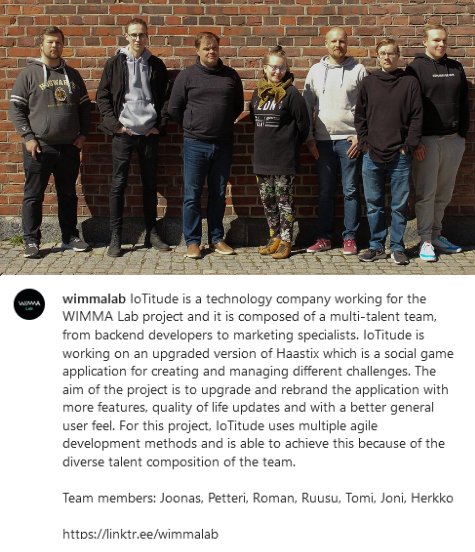 HOGWARTS
WIMMA
Lab
wimmalab IoTitude is a technology company working for the
WIMMA Lab project and it is composed of a multi-talent team,
from backend developers to marketing specialists. IoTitude is
working on an upgraded version of Haastix which is a social game
application for creating and managing different challenges. The
aim of the project is to upgrade and rebrand the application with
more features, quality of life updates and with a better general
user feel. For this project, IoTitude uses multiple agile
development methods and is able to achieve this because of the
diverse talent composition of the team.
Team members: Joonas, Petteri, Roman, Ruusu, Tomi, Joni, Herkko
https://linktr.ee/wimmalab